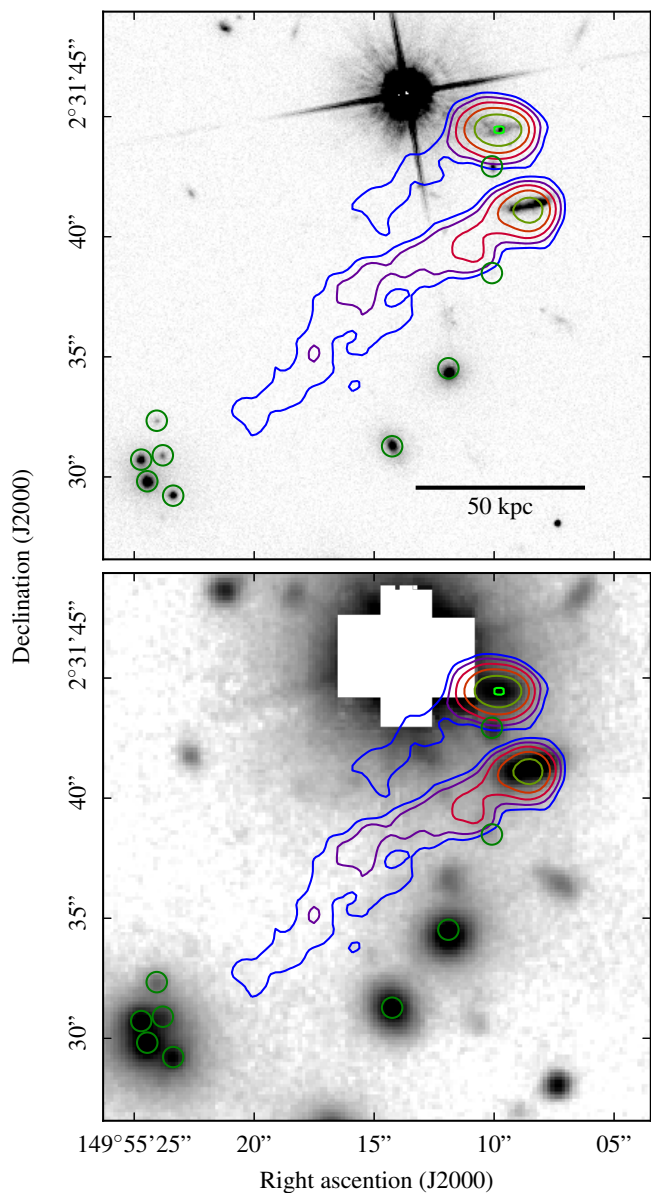 2°31’45”
40”
35”
30”
50 kpc
Declination (J2000)
2°31’45”
40”
35”
30”
149°55’25” 20” 15” 10” 05”
Right ascention (J2000)